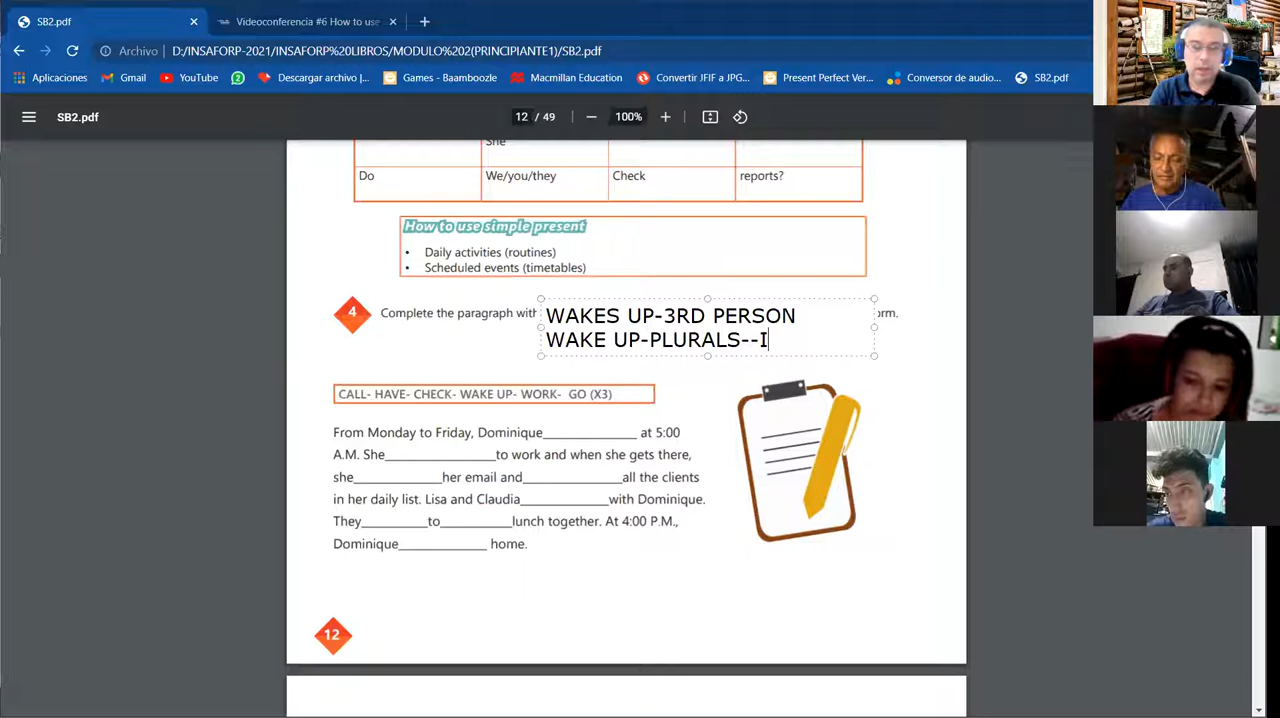 SB2.pdf
Videoconferencia #6 How to use
Archivo
D:/INSAFORP-2021/INSAFORP%20LIBROS/MODULO%202(PRINCIPIANTE1)/SB2.pdf
Aplicaciones
Gmail
YouTube
Descargar archivo |...
Games - Baamboozle
Macmillan Education
Convertir JFIF a JPG...
Present Perfect Ver...
Conversor de audio...
SB2.pdf
SB2.pdf
12 / 49
100%
She
Do We/you/they Check reports?
How to use simple present
• Daily activities (routines)
• Scheduled events (timetables)
4 Complete the paragraph with
WAKES UP-3RD PERSON
WAKE UP-PLURALS--I
orm.
CALL- HAVE- CHECK- WAKE UP- WORK- GO (X3)
From Monday to Friday, Dominique______________ at 5:00
A.M. She________________to work and when she gets there,
she_____________her email and_______________all the clients
in her daily list. Lisa and Claudia_____________with Dominique.
They__________to___________lunch together. At 4:00 P.M.,
Dominique_____________ home.
12